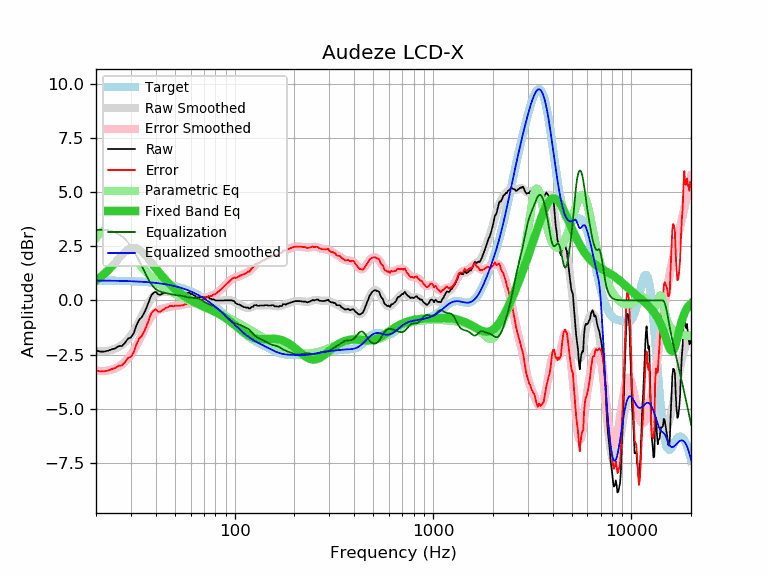 Audeze LCD-X
10.0
7.5
5.0
2.5
0.0
−2.5
−5.0
−7.5
Amplitude (dBr)
Target
Raw Smoothed
Error Smoothed
Raw
Error
Parametric Eq
Fixed Band Eq
Equalization
Equalized smoothed
100
1000
10000
Frequency (Hz)